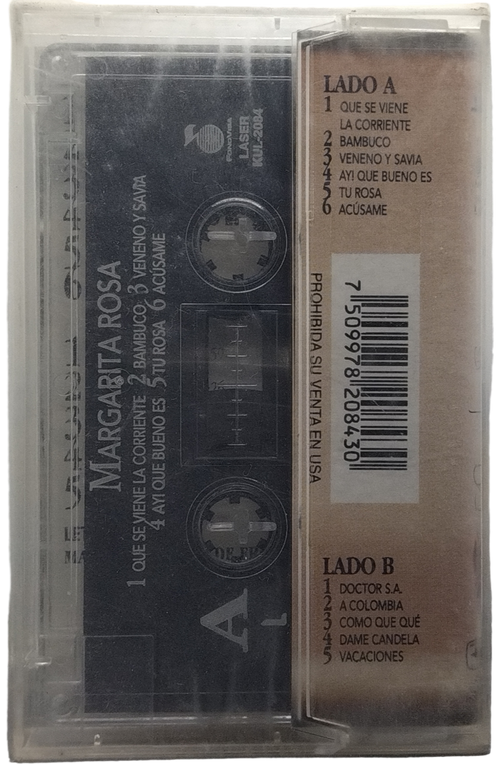 MARGARITA ROSA
1 QUE SE VIENE LA CORRIENTE 2 BAMBUCO 3 VENENO Y SAVIA
4 AYI QUE BUENO ES 5 TU ROSA 6 ACÚSAME
FONOVISA
LASER
KUL-2084
A
LADO A
1 QUE SE VIENE
LA CORRIENTE
2 BAMBUCO
3 VENENO Y SAVIA
4 AYI QUE BUENO ES
5 TU ROSA
6 ACÚSAME
7 509978 208430
PROHIBIDA SU VENTA EN USA
LADO B
1 DOCTOR S.A.
2 A COLOMBIA
3 COMO QUE QUÉ
4 DAME CANDELA
5 VACACIONES